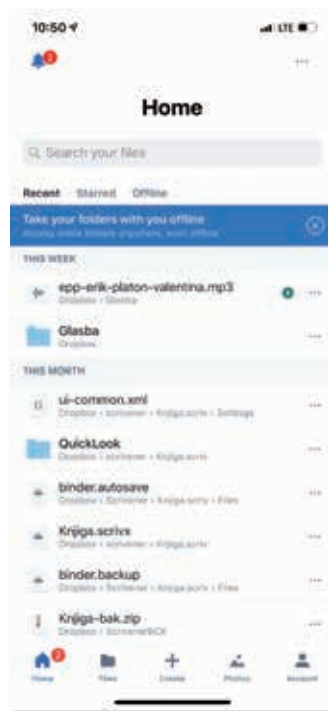 10:50
LTE
2
Home
Search your files
Recent Starred Offline
Take your folders with you offline
THIS WEEK
epp-erik-platon-valentina.mp3
Dropbox › Glasba
Glasba
Dropbox
THIS MONTH
ui-common.xml
Dropbox › scrivener › Knjiga.scriv › Settings
QuickLook
Dropbox › scrivener › Knjiga.scriv
binder.autosave
Dropbox › scrivener › Knjiga.scriv › Files
Knjiga.scrivx
Dropbox › scrivener › Knjiga.scriv
binder.backup
Dropbox › Scrivener › Knjiga.scriv › Files
Knjiga-bak.zip
2
Home Files Create Photos Account